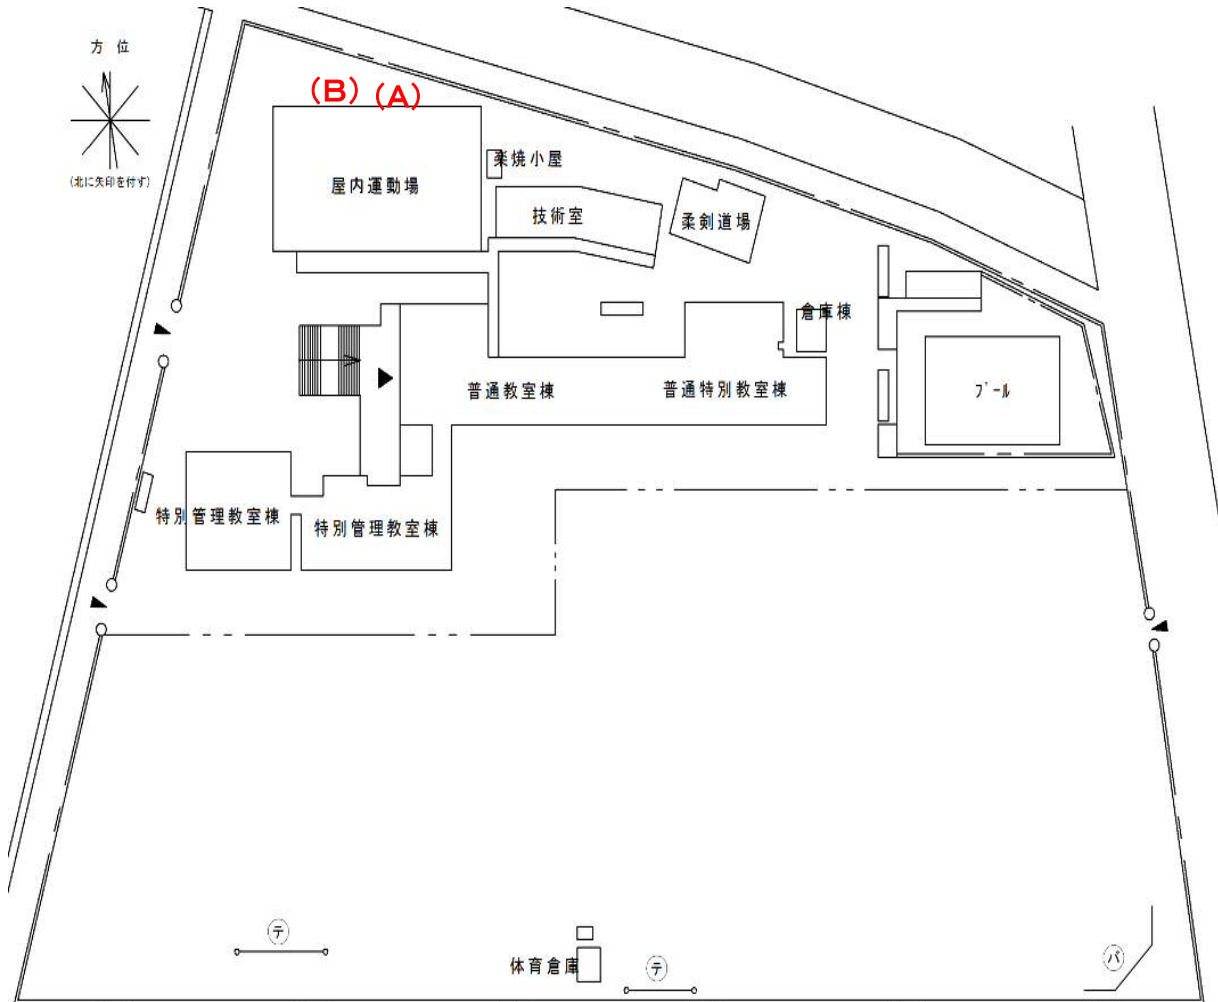 方 位
(北に矢印を付す)
(B) (A)
楽焼小屋
屋内運動場
技術室
柔剣道場
倉庫棟
普通教室棟
普通特別教室棟
プール
特別管理教室棟
特別管理教室棟
テ
体育倉庫
テ
バ